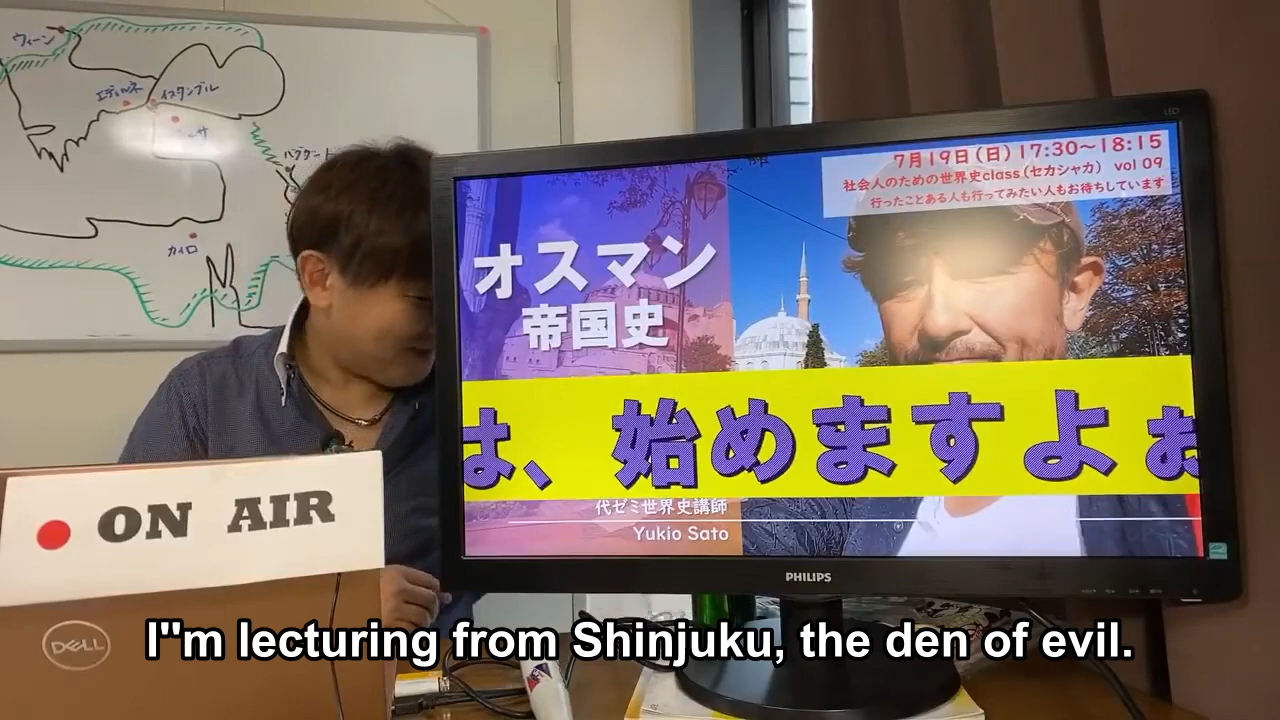 ウィーン
エディルネ
イスタンブル
バグダード
カイロ
LED
7月19日(日)17:30〜18:15
社会人のための世界史class(セカシャカ) vol 09
行ったことある人も行ってみたい人もお待ちしています
オスマン
帝国史
は、始めますよぉ
代ゼミ世界史講師
Yukio Sato
PHILIPS
ON AIR
DELL
I"m lecturing from Shinjuku, the den of evil.